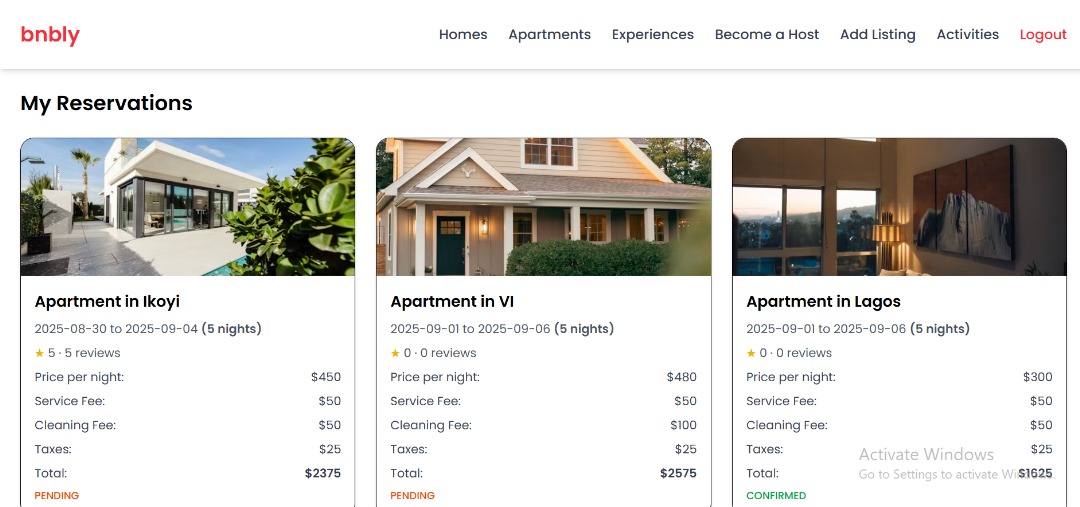 bnbly
Homes Apartments Experiences Become a Host Add Listing Activities Logout
My Reservations
Apartment in Ikoyi
2025-08-30 to 2025-09-04 (5 nights)
★ 5 · 5 reviews
Price per night: $450
Service Fee: $50
Cleaning Fee: $50
Taxes: $25
Total: $2375
PENDING
Apartment in VI
2025-09-01 to 2025-09-06 (5 nights)
★ 0 · 0 reviews
Price per night: $480
Service Fee: $50
Cleaning Fee: $100
Taxes: $25
Total: $2575
PENDING
Apartment in Lagos
2025-09-01 to 2025-09-06 (5 nights)
★ 0 · 0 reviews
Price per night: $300
Service Fee: $50
Cleaning Fee: $50
Taxes: $25
Total: $1625
CONFIRMED
Activate Windows
Go to Settings to activate Windows.